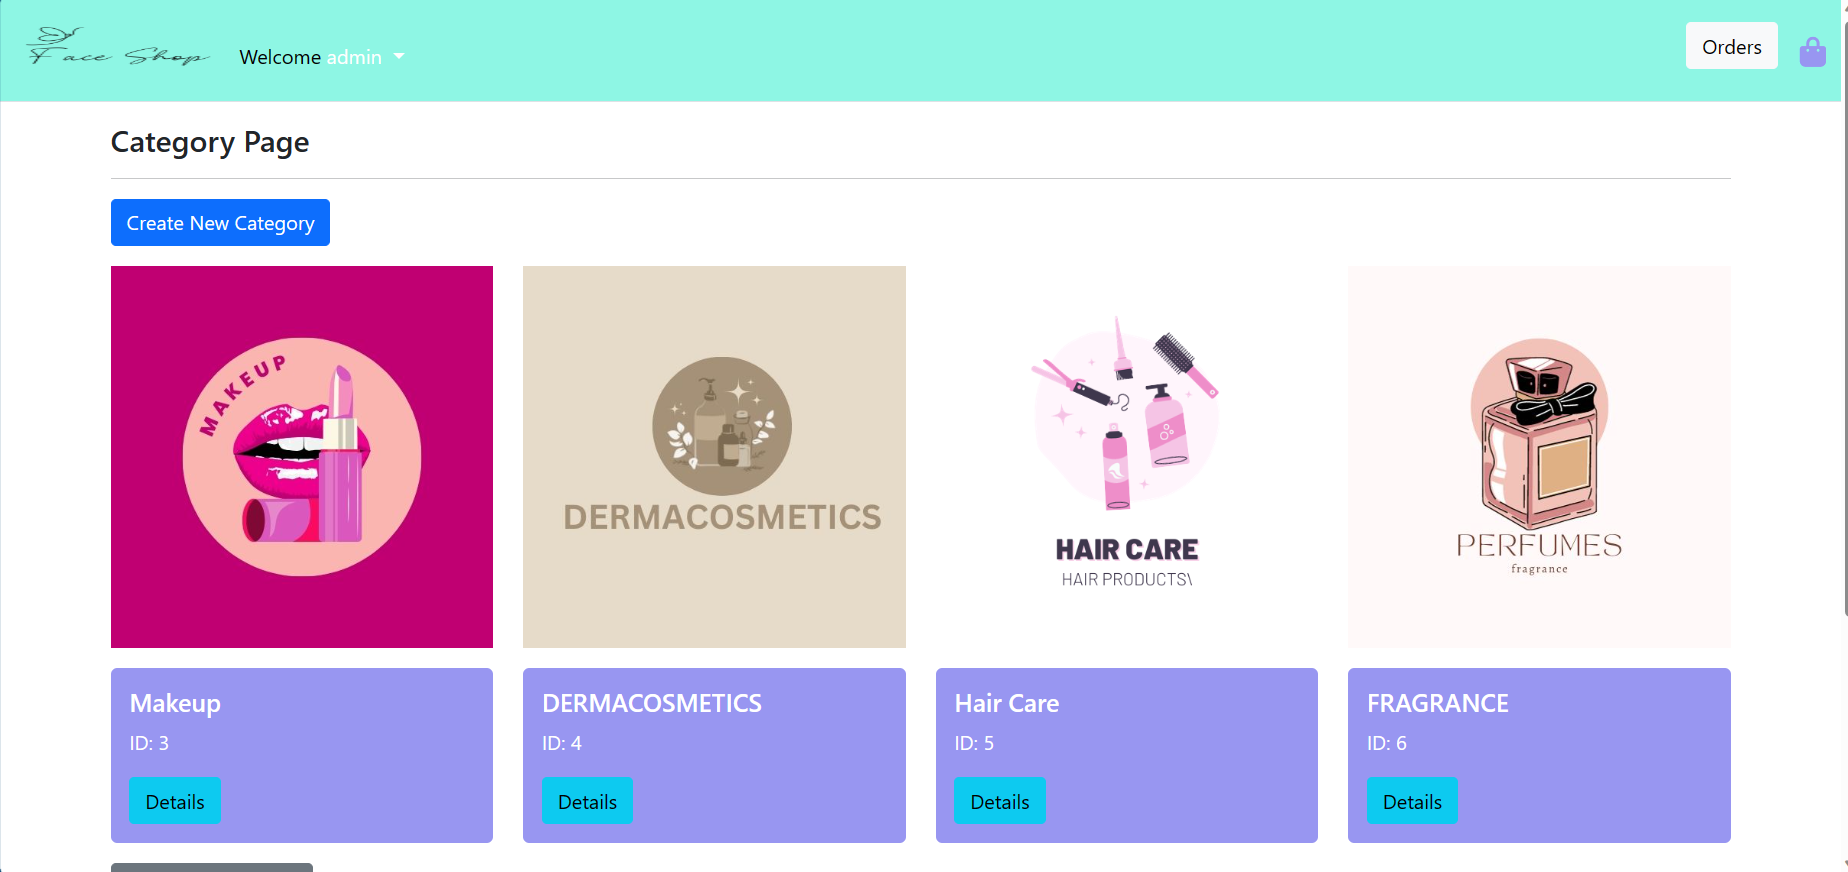 Face Shop
Welcome admin
Orders
Category Page
Create New Category
MAKEUP
DERMACOSMETICS
HAIR CARE
HAIR PRODUCTS\
PERFUMES
fragrance
Makeup
ID: 3
Details
DERMACOSMETICS
ID: 4
Details
Hair Care
ID: 5
Details
FRAGRANCE
ID: 6
Details